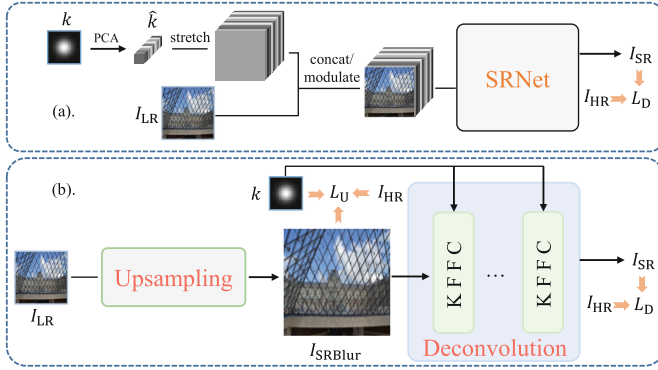 k
PCA
k̂
stretch
concat/
modulate
SRNet
I_SR
I_HR
L_D
I_LR
(a).
(b).
k
L_U
I_HR
Upsampling
KFFC
...
KFFC
I_SR
I_HR
L_D
I_LR
I_SRBlur
Deconvolution